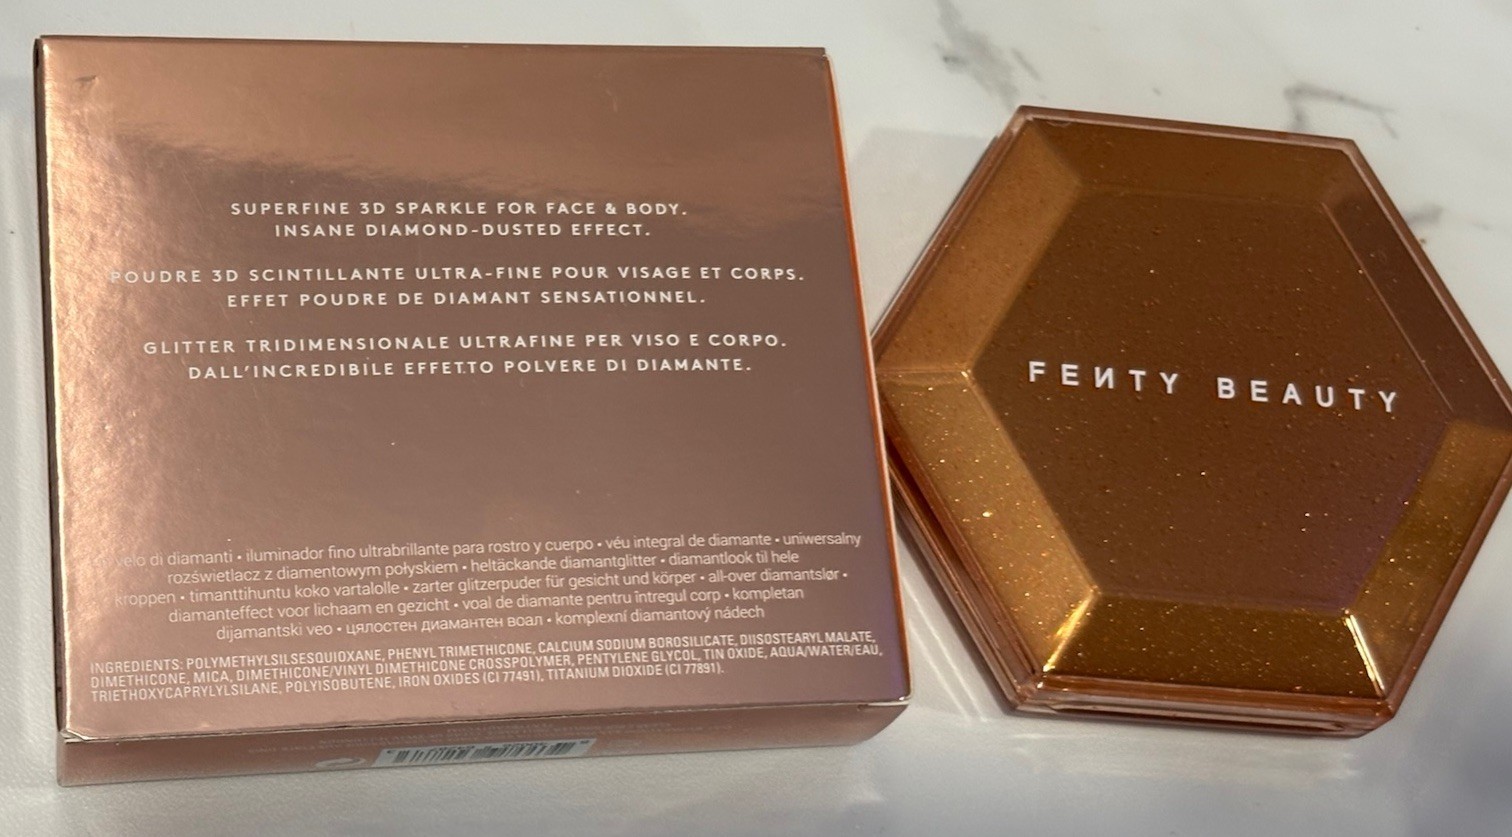 SUPERFINE 3D SPARKLE FOR FACE & BODY.
INSANE DIAMOND-DUSTED EFFECT.
POUDRE 3D SCINTILLANTE ULTRA-FINE POUR VISAGE ET CORPS.
EFFET POUDRE DE DIAMANT SENSATIONNEL.
GLITTER TRIDIMENSIONALE ULTRAFINE PER VISO E CORPO.
DALL'INCREDIBILE EFFETTO POLVERE DI DIAMANTE.
velo di diamanti • iluminador fino ultrabrillante para rostro y cuerpo • véu integral de diamante • uniwersalny
rozświetlacz z diamentowym połyskiem • heltäckande diamantglitter • diamantlook til hele
kroppen • timanttihuntu koko vartalolle • zarter glitzerpuder für gesicht und körper • all-over diamantslør •
diamanteffect voor lichaam en gezicht • voal de diamante pentru întregul corp • kompletan
dijamantski veo • цялостен диамантен воал • komplexní diamantový nádech
INGREDIENTS: POLYMETHYLSILSESQUIOXANE, PHENYL TRIMETHICONE, CALCIUM SODIUM BOROSILICATE, DIISOSTEARYL MALATE,
DIMETHICONE, MICA, DIMETHICONE/VINYL DIMETHICONE CROSSPOLYMER, PENTYLENE GLYCOL, TIN OXIDE, AQUA/WATER/EAU,
TRIETHOXYCAPRYLYLSILANE, POLYISOBUTENE, IRON OXIDES (CI 77491), TITANIUM DIOXIDE (CI 77891).
FEИTY BEAUTY